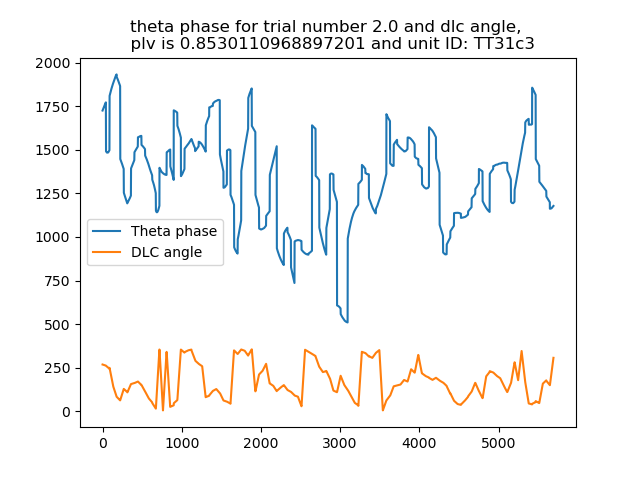 theta phase for trial number 2.0 and dlc angle,
plv is 0.8530110968897201 and unit ID: TT31c3
2000
1750
1500
1250
1000
750
500
250
0
Theta phase
DLC angle
0 1000 2000 3000 4000 5000